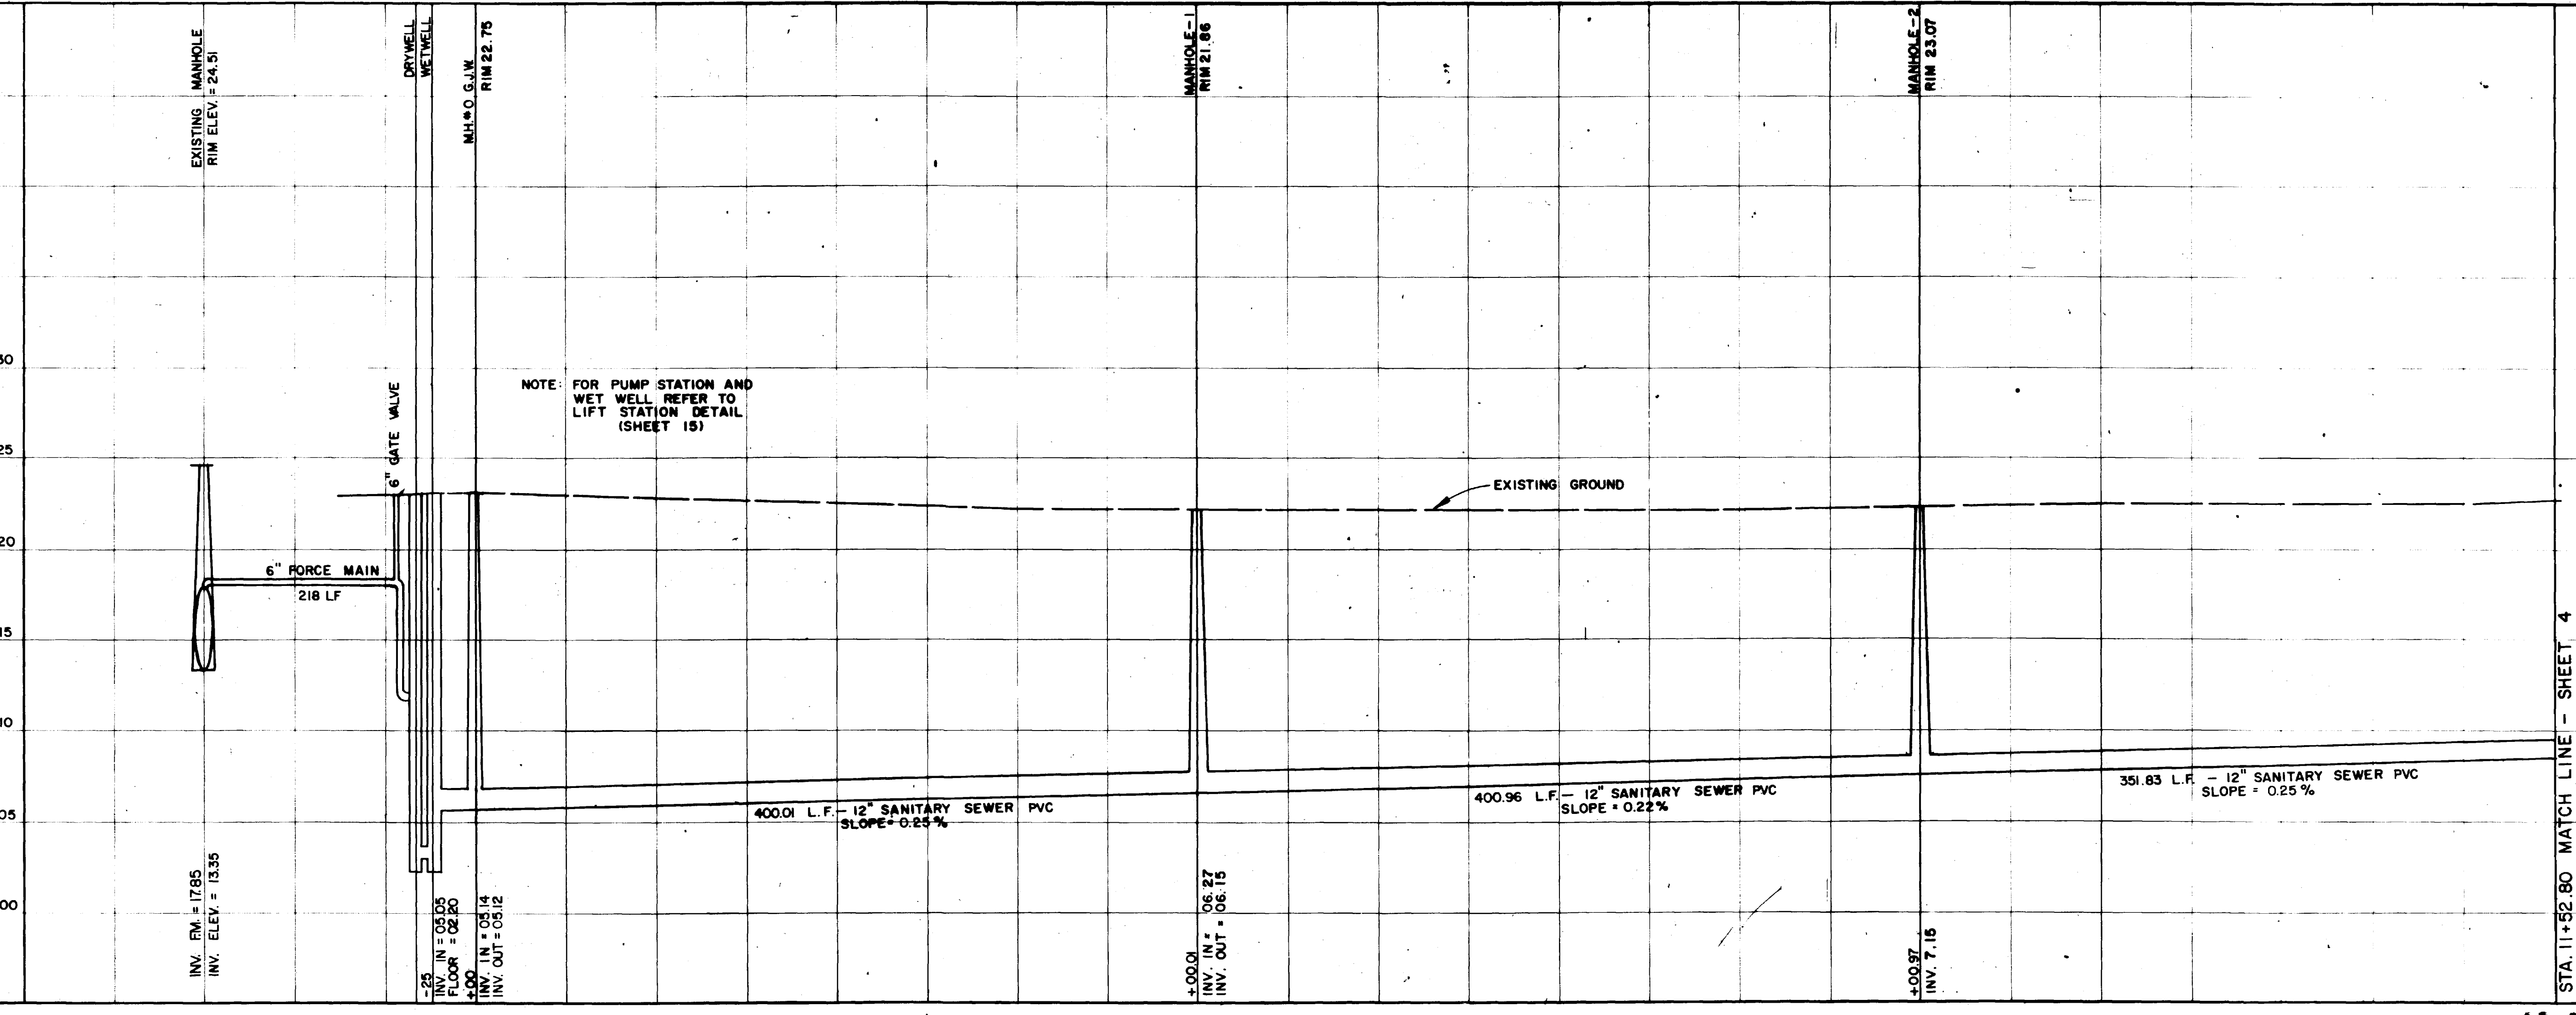 EXISTING MANHOLE
RIM ELEV. = 24.51
DRYWELL
WETWELL
M.H.#0 G.J.W.
RIM 22.75
MANHOLE-1
RIM 21.86
MANHOLE-2
RIM 23.07
30
25
20
15
10
05
00
6" GATE VALVE
NOTE: FOR PUMP STATION AND
WET WELL REFER TO
LIFT STATION DETAIL
(SHEET 15)
EXISTING GROUND
6" FORCE MAIN
218 LF
400.01 L.F. - 12" SANITARY SEWER PVC
SLOPE = 0.25%
400.96 L.F. - 12" SANITARY SEWER PVC
SLOPE = 0.22%
351.83 L.F. - 12" SANITARY SEWER PVC
SLOPE = 0.25%
INV. F.M. = 17.85
INV. ELEV. = 13.35
-25
INV. IN = 05.05
FLOOR = 02.20
+00
INV. IN = 05.14
INV. OUT = 05.12
+00.01
INV. IN = 06.27
INV. OUT = 06.15
+00.97
INV. 7.15
STA. 11+52.80 MATCH LINE - SHEET 4